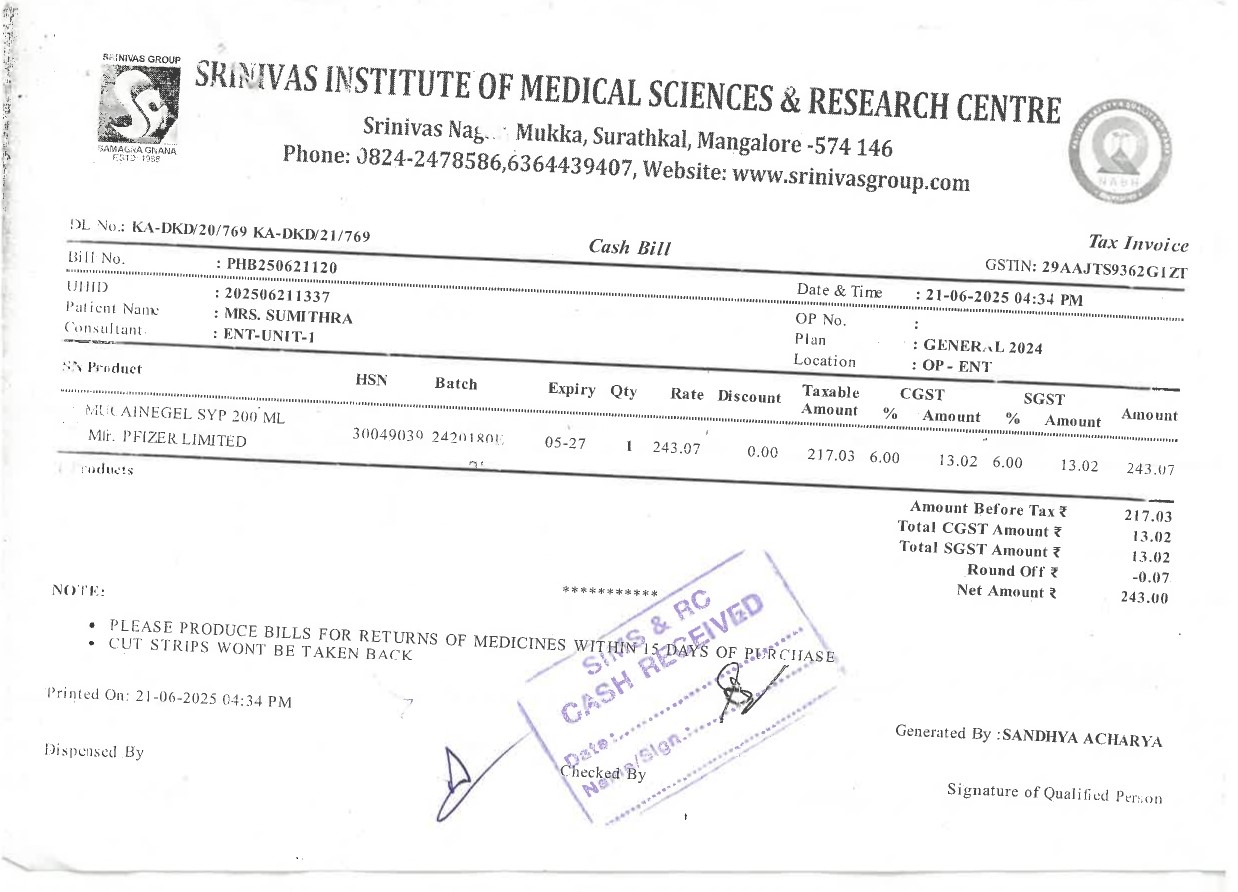 SRINIVAS GROUP
SAMAGRA GNANA
ESTD: 1988
SRINIVAS INSTITUTE OF MEDICAL SCIENCES & RESEARCH CENTRE
Srinivas Nag Mukka, Surathkal, Mangalore -574 146
Phone: 0824-2478586,6364439407, Website: www.srinivasgroup.com
NABH
DL No.: KA-DKD/20/769 KA-DKD/21/769
Cash Bill
Tax Invoice
GSTIN: 29AAJTS9362G1ZT
Bill No. : PHB250621120
Date & Time : 21-06-2025 04:34 PM
UHID : 202506211337
OP No. :
Patient Name : MRS. SUMITHRA
Plan : GENERAL 2024
Consultant : ENT-UNIT-1
Location : OP - ENT
SN Product HSN Batch Expiry Qty Rate Discount Taxable Amount CGST % Amount SGST % Amount Amount
MUCAINEGEL SYP 200 ML
Mfr. PFIZER LIMITED 30049039 05-27 1 243.07 0.00 217.03 6.00 13.02 6.00 13.02 243.07
roducts
Amount Before Tax ₹ 217.03
Total CGST Amount ₹ 13.02
Total SGST Amount ₹ 13.02
Round Off ₹ -0.07
Net Amount ₹ 243.00
NOTE:
***********
• PLEASE PRODUCE BILLS FOR RETURNS OF MEDICINES WITHIN 15 DAYS OF PURCHASE
• CUT STRIPS WONT BE TAKEN BACK
SIMS & RC
CASH RECEIVED
Date:
Name/Sign.:
Printed On: 21-06-2025 04:34 PM
Generated By :SANDHYA ACHARYA
Dispensed By
Checked By
Signature of Qualified Person